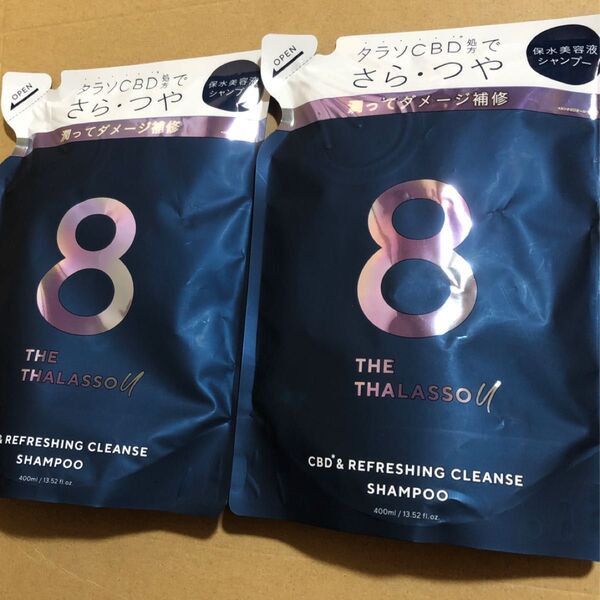 OPEN
タラソCBD処方で
さら・つや
保水美容液
シャンプー
潤ってダメージ補修
8
THE
THALASSO u
& REFRESHING CLEANSE
SHAMPOO
400ml / 13.52 fl.oz.
OPEN
タラソCBD処方で
さら・つや
保水美容液
シャンプー
潤ってダメージ補修
8
THE
THALASSO u
CBD* & REFRESHING CLEANSE
SHAMPOO
400ml / 13.52 fl.oz.